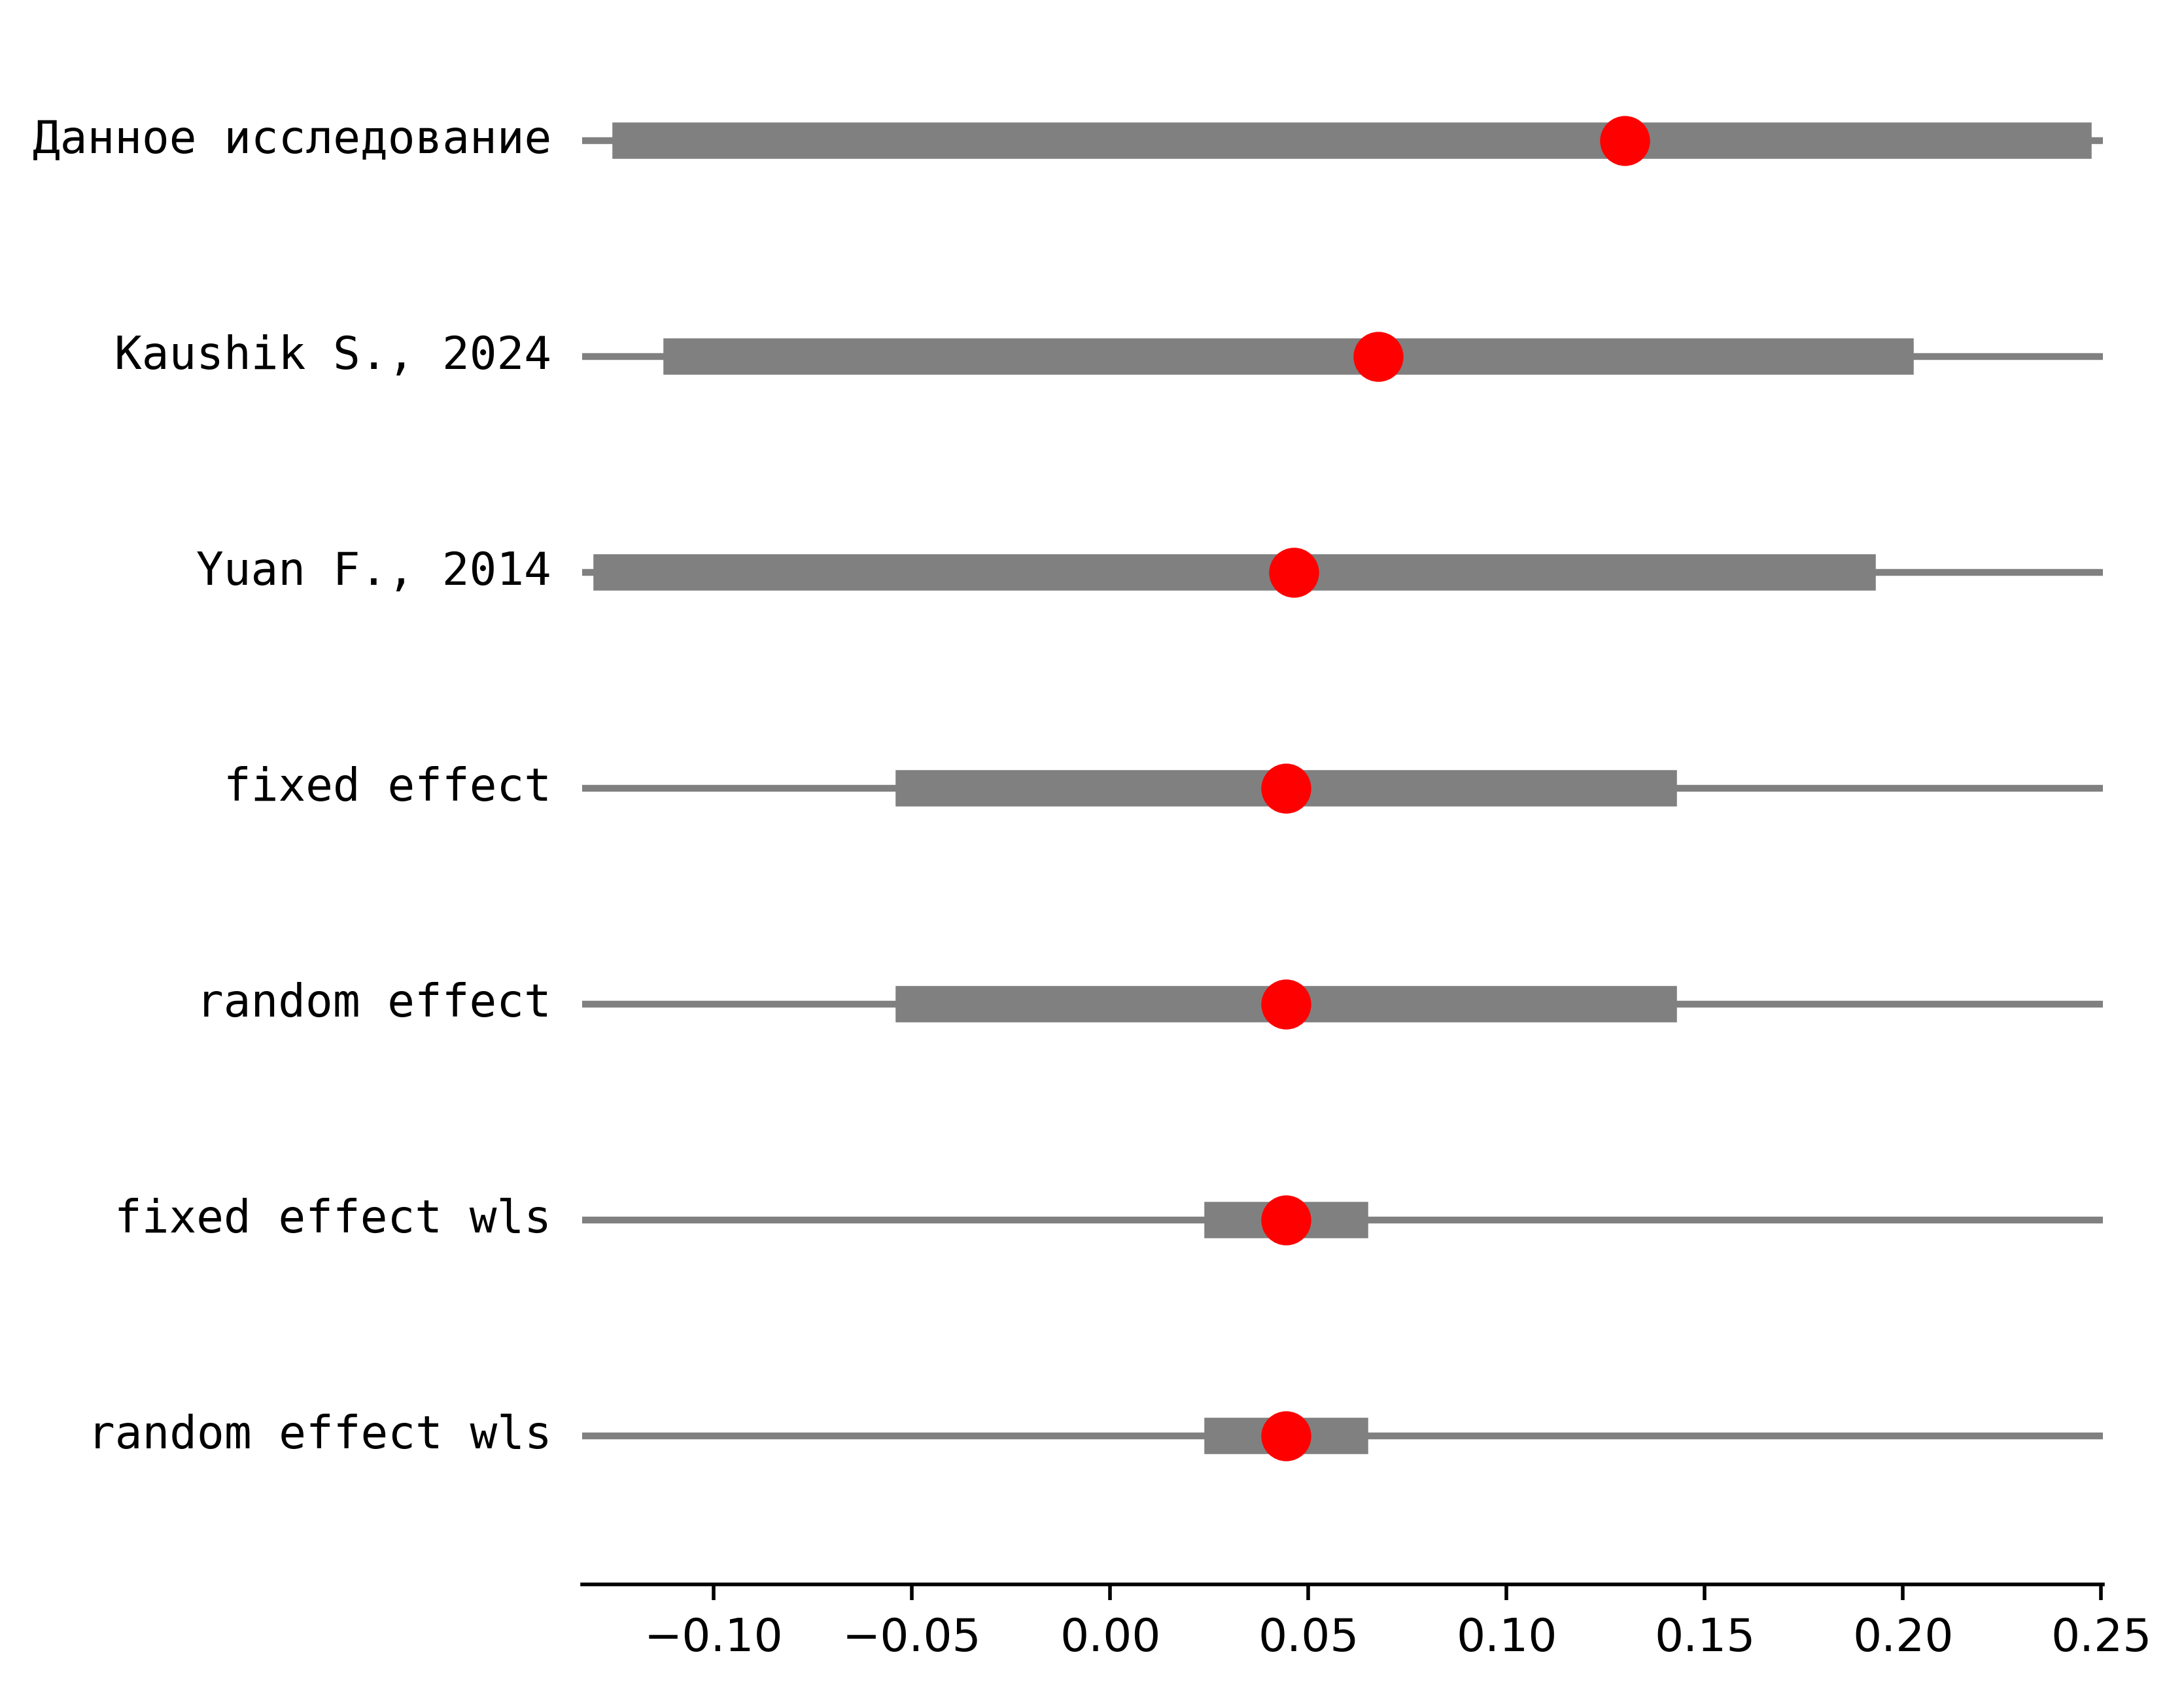 Данное исследование
Kaushik S., 2024
Yuan F., 2014
fixed effect
random effect
fixed effect wls
random effect wls
−0.10 −0.05 0.00 0.05 0.10 0.15 0.20 0.25